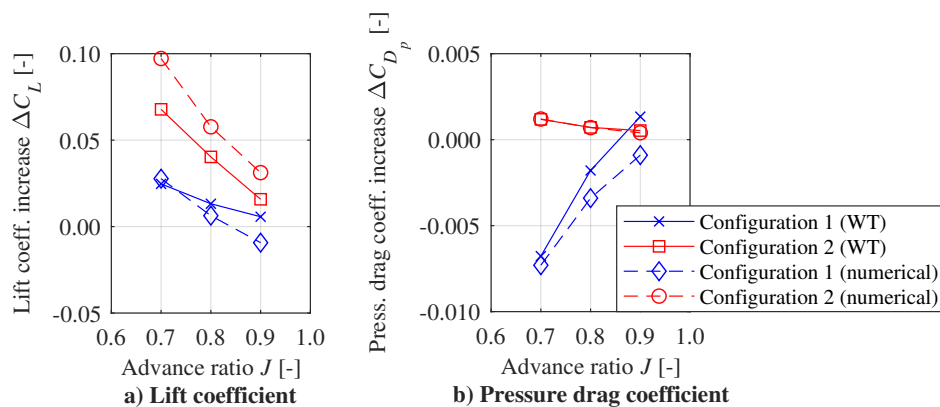 Lift coeff. increase ΔC_L [-]
0.10
0.05
0.00
-0.05
0.6 0.7 0.8 0.9 1.0
Advance ratio J [-]
a) Lift coefficient
Press. drag coeff. increase ΔC_{D_p} [-]
0.000
-0.005
-0.010
0.6 0.7 0.8 0.9 1.0
Advance ratio J [-]
b) Pressure drag coefficient
Configuration 1 (WT)
Configuration 2 (WT)
Configuration 1 (numerical)
Configuration 2 (numerical)